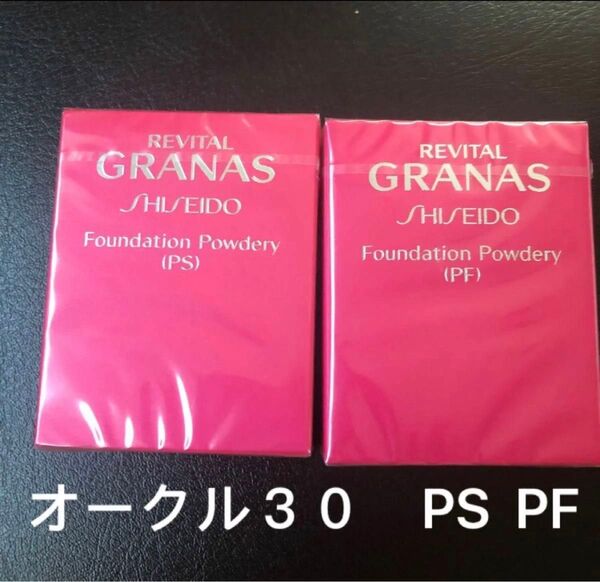 REVITAL
GRANAS
SHISEIDO
Foundation Powdery
(PS)
REVITAL
GRANAS
SHISEIDO
Foundation Powdery
(PF)
オークル３０　PS PF